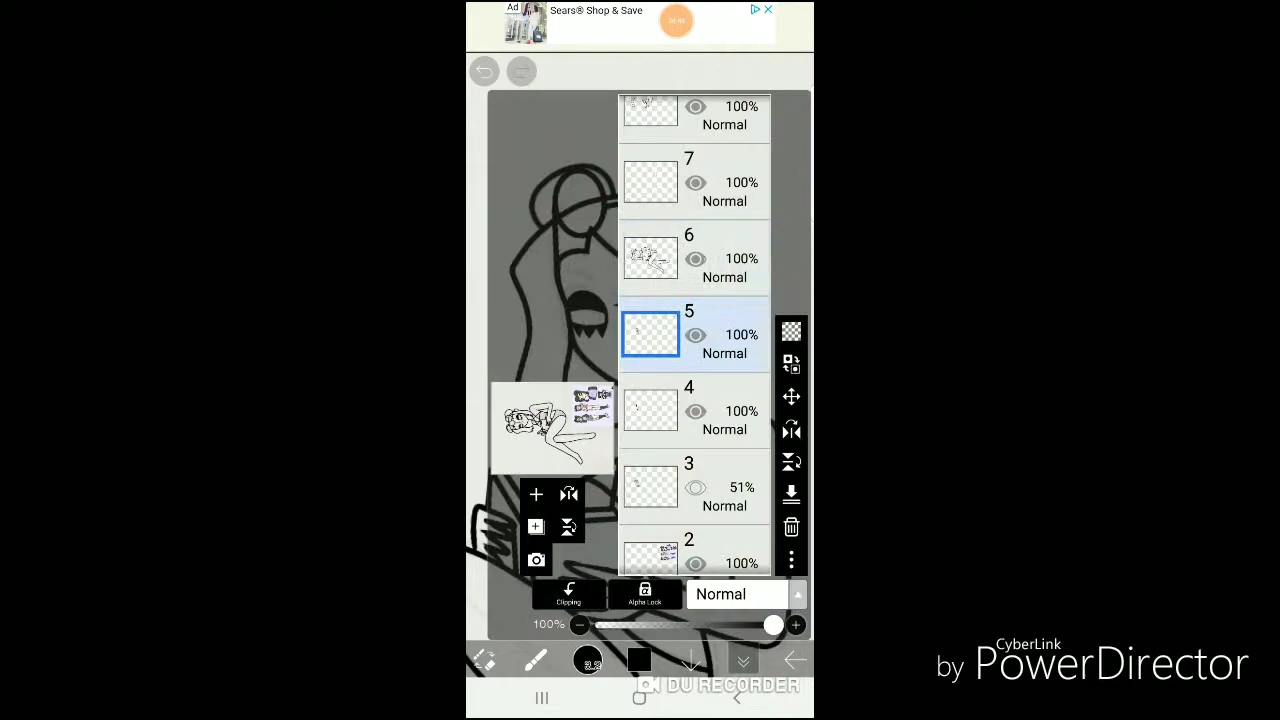 Ad
Sears® Shop & Save
100%
Normal
7
100%
Normal
6
100%
Normal
5
100%
Normal
4
100%
Normal
3
51%
Normal
2
100%
Clipping
Alpha Lock
Normal
100%
DU RECORDER
CyberLink
by PowerDirector